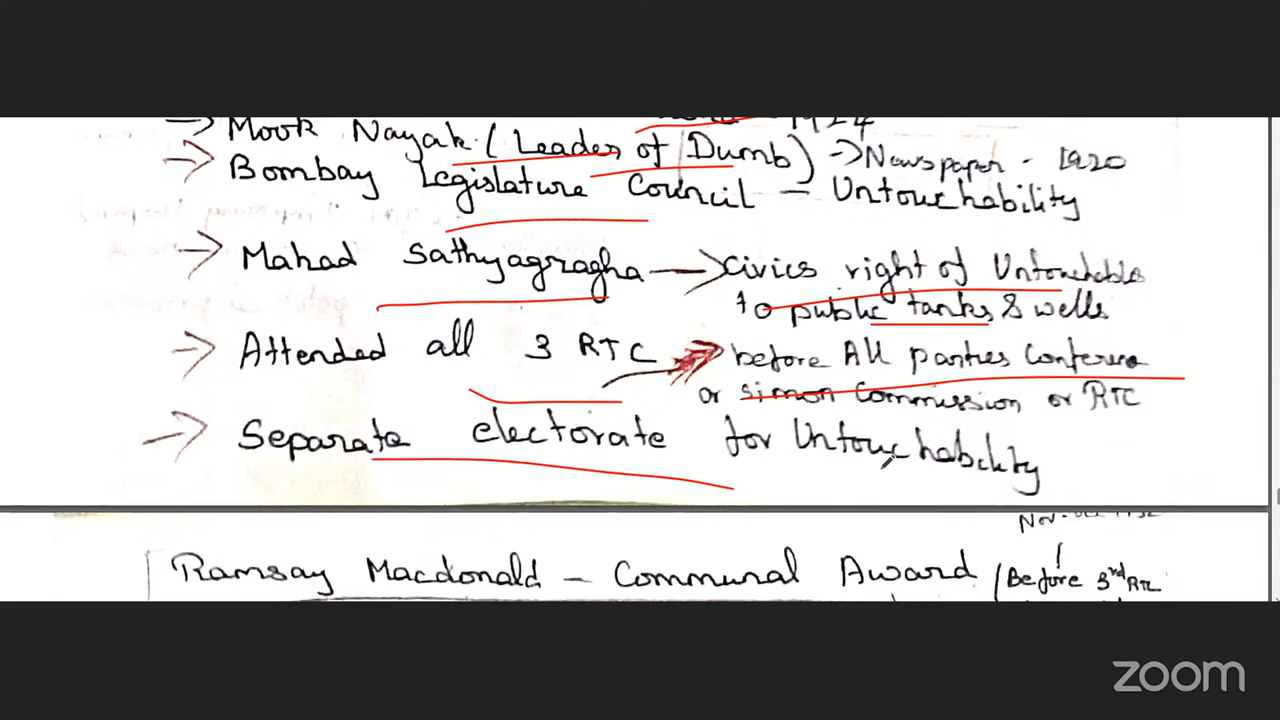 → Mook Nayak (Leader of Dumb) → Newspaper - 1920
→ Bombay Legislature Council - Untouchability
→ Mahad Sathyagragha → Civics right of Untouchables
to public tanks & wells
→ Attended all 3 RTC → before All parties Conference
or Simon Commission or RTC
→ Separate electorate for Untouchability
Ramsay Macdonald - Communal Award (Before 3rd RTC
zoom